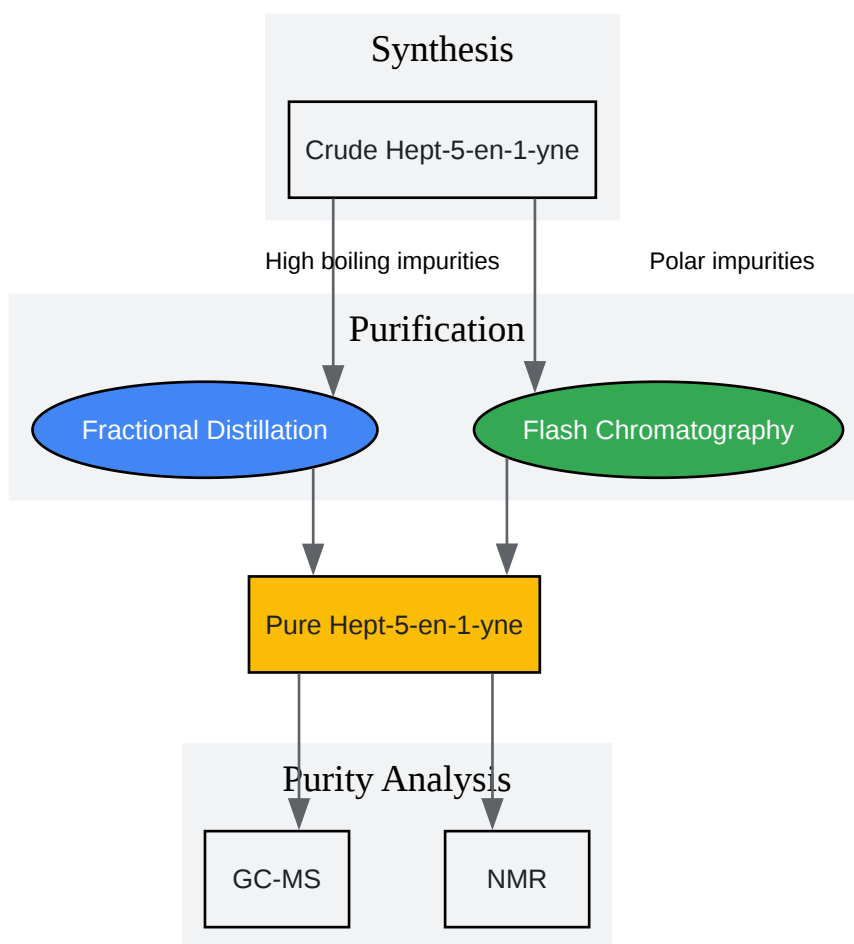 Synthesis
Crude Hept-5-en-1-yne
High boiling impurities
Polar impurities
Purification
Fractional Distillation
Flash Chromatography
Pure Hept-5-en-1-yne
Purity Analysis
GC-MS
NMR